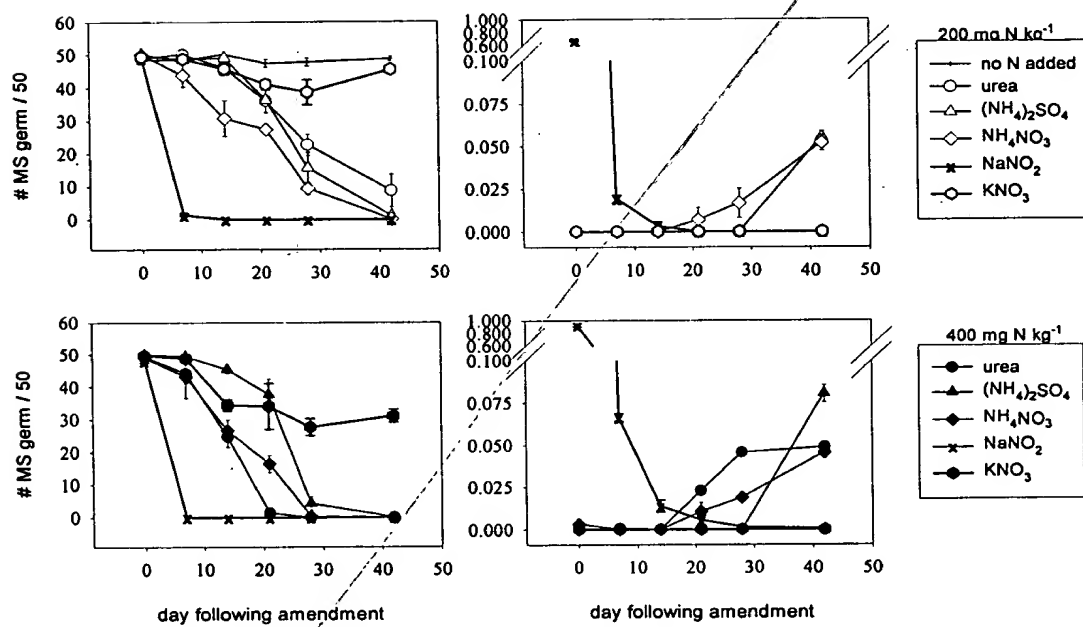 # MS germ / 50
60
50
40
30
20
10
0
0 10 20 30 40 50
1.000
0.800
0.600
0.100
0.075
0.050
0.025
0.000
0 10 20 30 40 50
200 mg N kg⁻¹
no N added
urea
(NH₄)₂SO₄
NH₄NO₃
NaNO₂
KNO₃
# MS germ / 50
60
50
40
30
20
10
0
0 10 20 30 40 50
day following amendment
1.000
0.800
0.600
0.100
0.075
0.050
0.025
0.000
0 10 20 30 40 50
day following amendment
400 mg N kg⁻¹
urea
(NH₄)₂SO₄
NH₄NO₃
NaNO₂
KNO₃